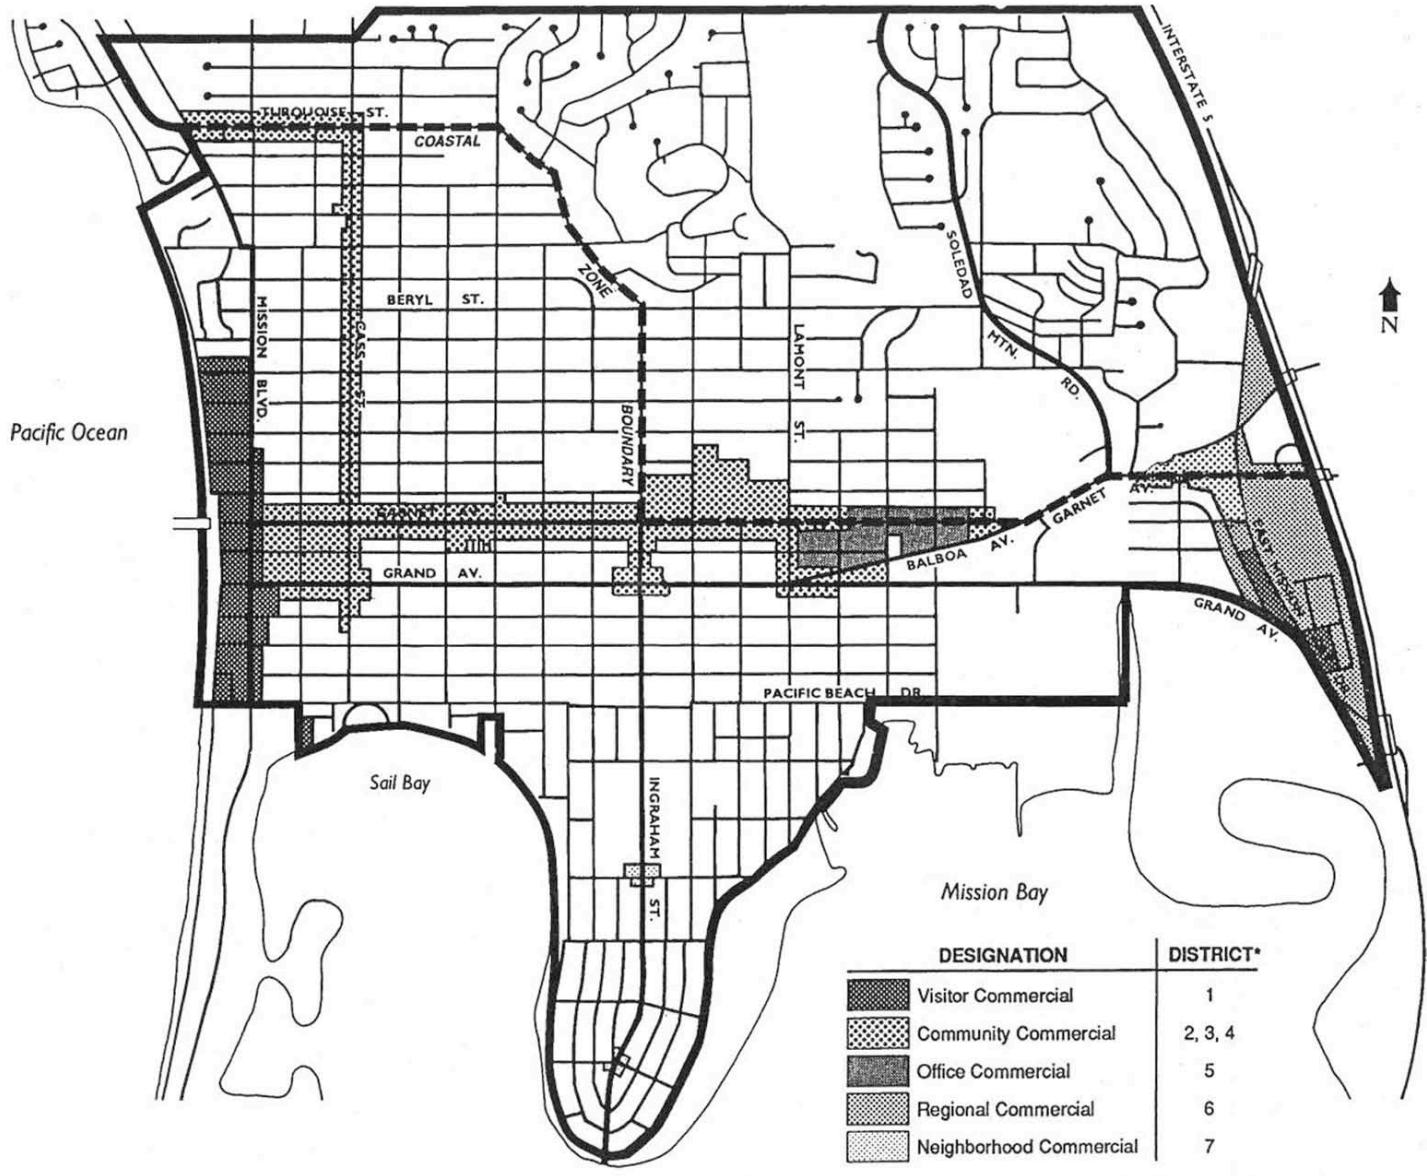 INTERSTATE 5
TURQUOISE ST.
COASTAL
SOLEDAD
ZONE
BERYL ST.
N
MISSION BLVD.
CASS ST.
LAMONT ST.
MTN.
RD.
BOUNDARY
Pacific Ocean
GARNET AV.
GARNET AV.
BALBOA AV.
GRAND AV.
EAST MISSION
GRAND AV.
PACIFIC BEACH DR.
Sail Bay
INGRAHAM ST.
Mission Bay
DESIGNATION DISTRICT*
Visitor Commercial 1
Community Commercial 2, 3, 4
Office Commercial 5
Regional Commercial 6
Neighborhood Commercial 7